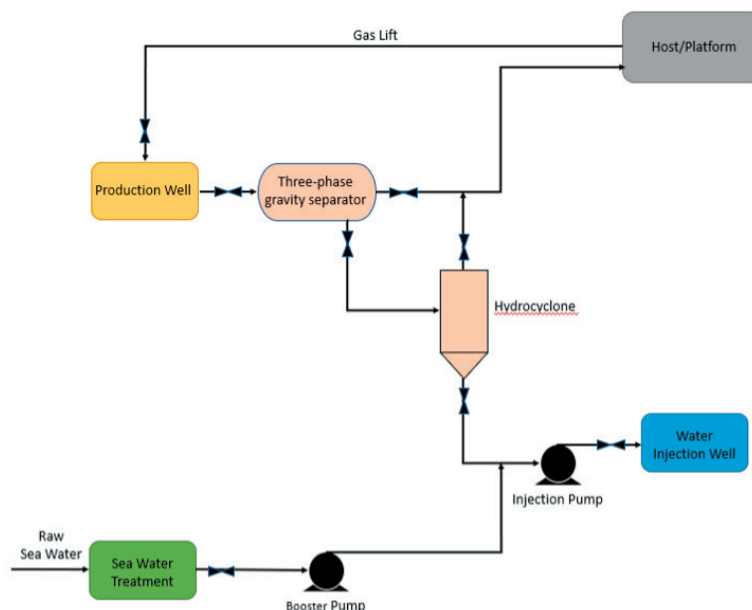 Gas Lift
Host/Platform
Production Well
Three-phase
gravity separator
Hydrocyclone
Water
Injection Well
Injection Pump
Raw
Sea Water
Sea Water
Treatment
Booster Pump